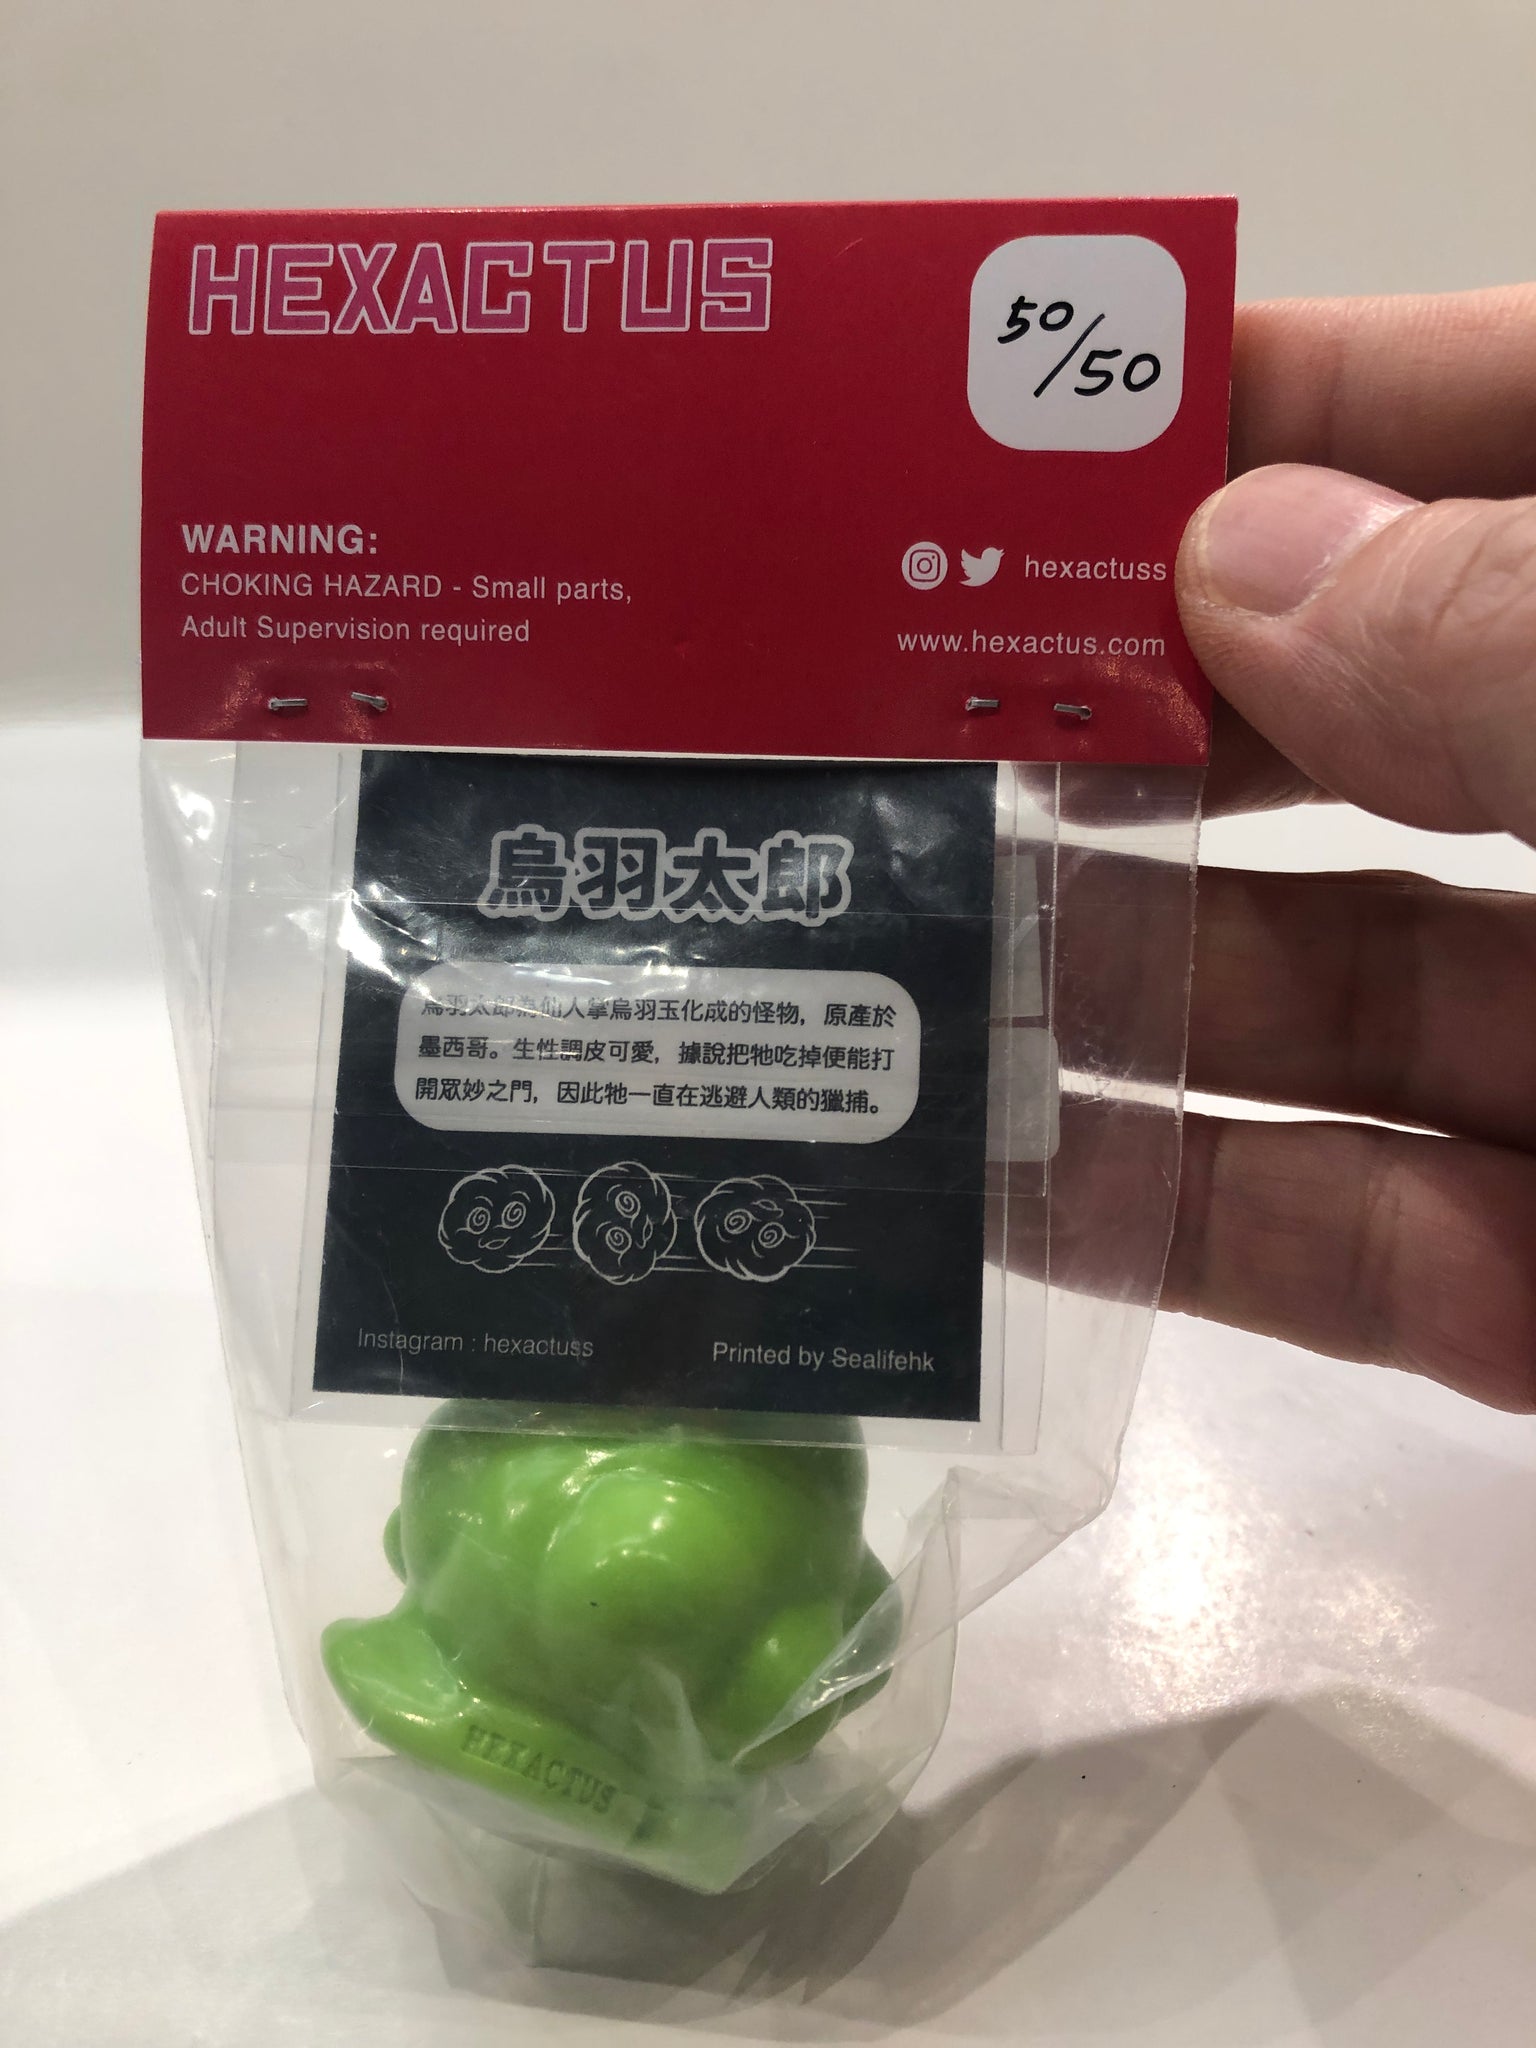 HEXACTUS
50/50
WARNING:
CHOKING HAZARD - Small parts,
Adult Supervision required
hexactuss
www.hexactus.com
烏羽太郎
烏羽太郎為仙人掌烏羽玉化成的怪物，原產於
墨西哥。生性調皮可愛，據說把牠吃掉便能打
開眾妙之門，因此牠一直在逃避人類的獵捕。
Instagram : hexactuss
Printed by Sealifehk
HEXACTUS